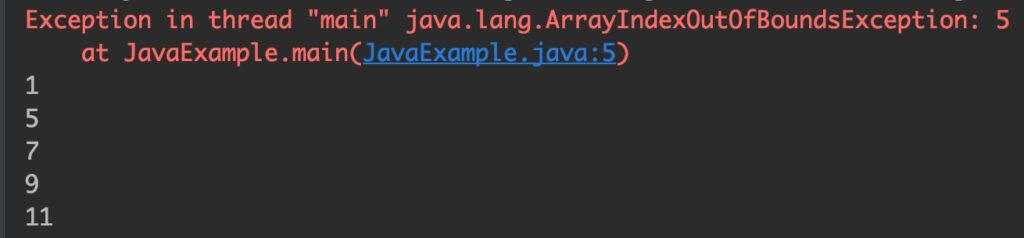 Exception in thread "main" java.lang.ArrayIndexOutOfBoundsException: 5
at JavaExample.main(JavaExample.java:5)
1
5
7
9
11